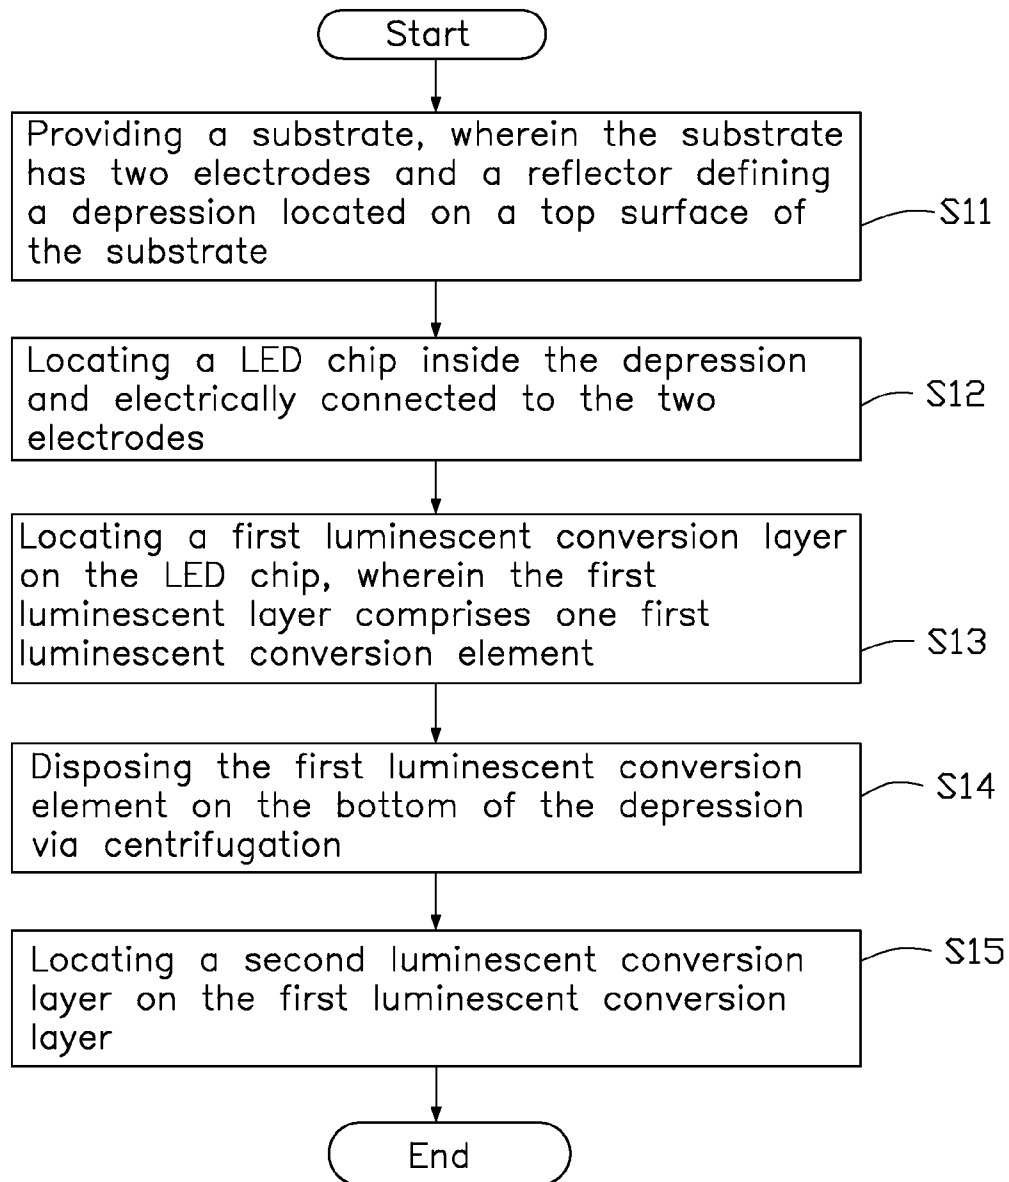 Start
Providing a substrate, wherein the substrate
has two electrodes and a reflector defining
a depression located on a top surface of
the substrate
S11
Locating a LED chip inside the depression
and electrically connected to the two
electrodes
S12
Locating a first luminescent conversion layer
on the LED chip, wherein the first
luminescent layer comprises one first
luminescent conversion element
S13
Disposing the first luminescent conversion
element on the bottom of the depression
via centrifugation
S14
Locating a second luminescent conversion
layer on the first luminescent conversion
layer
S15
End